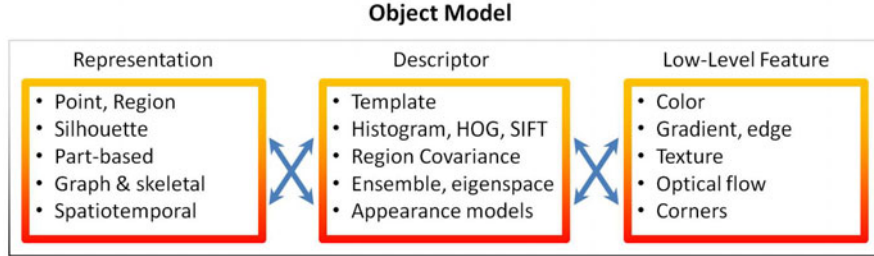 Object Model
Representation
• Point, Region
• Silhouette
• Part-based
• Graph & skeletal
• Spatiotemporal
Descriptor
• Template
• Histogram, HOG, SIFT
• Region Covariance
• Ensemble, eigenspace
• Appearance models
Low-Level Feature
• Color
• Gradient, edge
• Texture
• Optical flow
• Corners